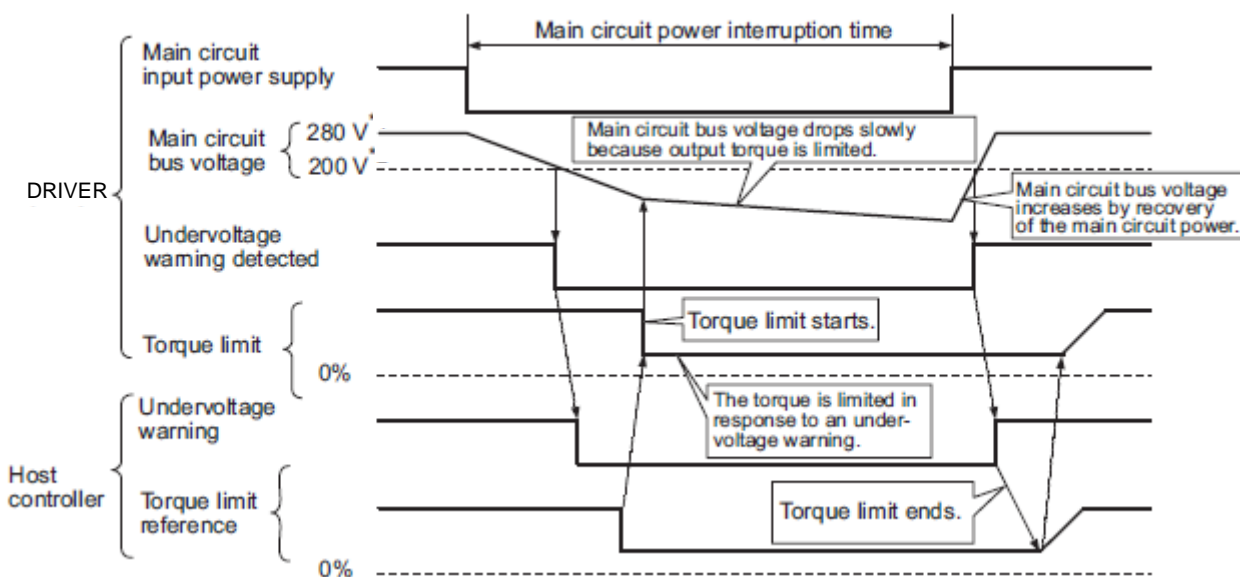 Main circuit power interruption time
Main circuit
input power supply
Main circuit
bus voltage
280 V*
200 V*
Main circuit bus voltage drops slowly
because output torque is limited.
DRIVER
Main circuit bus voltage
increases by recovery
of the main circuit power.
Undervoltage
warning detected
Torque limit starts.
Torque limit
0%
The torque is limited in
response to an under-
voltage warning.
Undervoltage
warning
Host
controller
Torque limit
reference
Torque limit ends.
0%